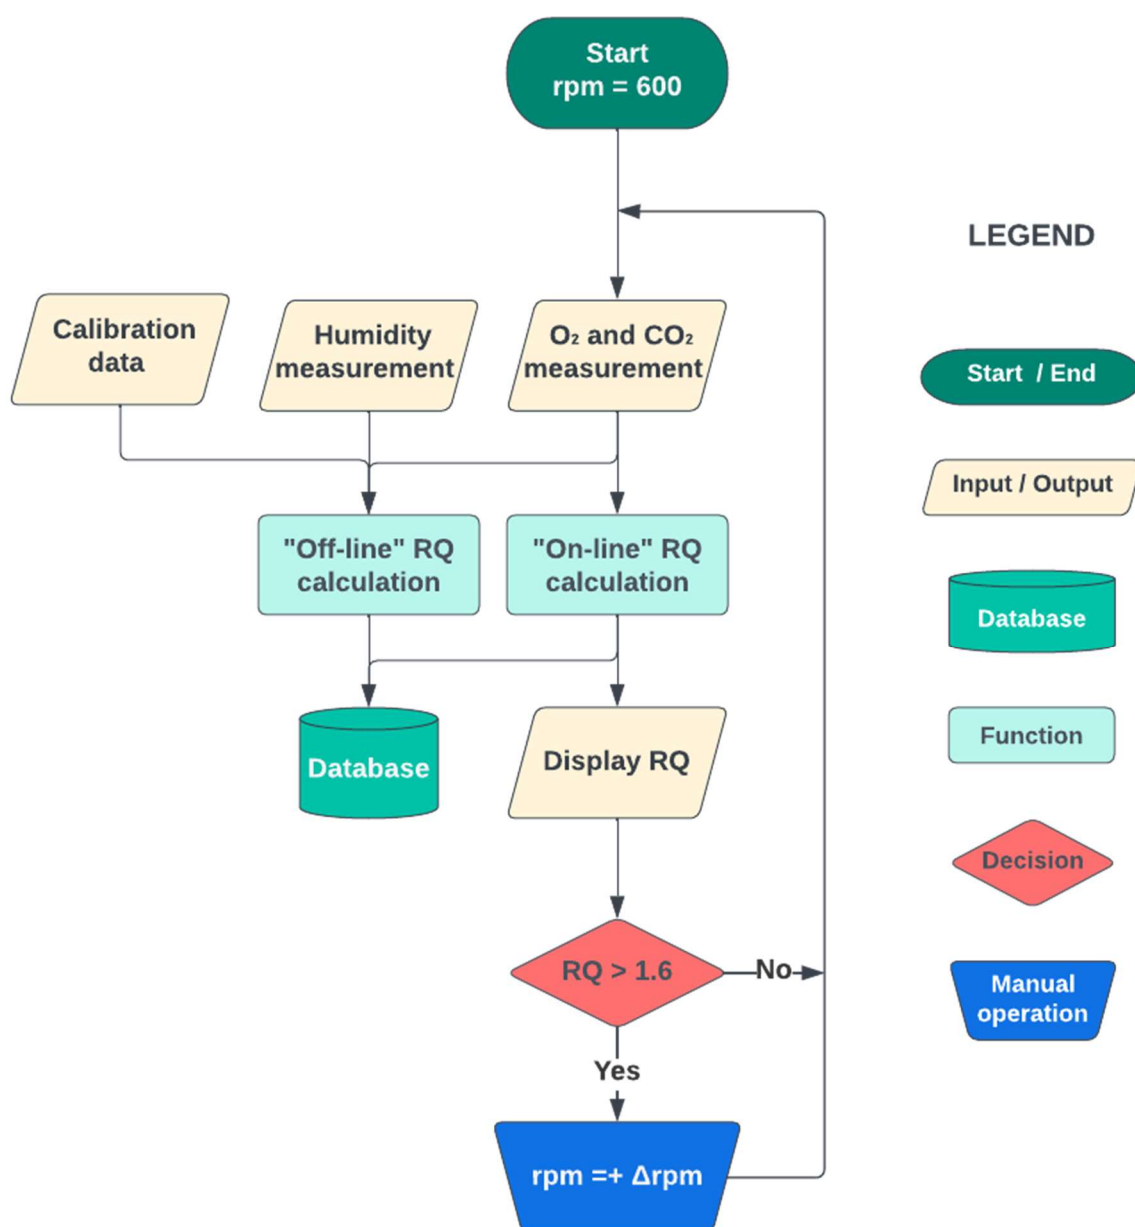 Start
rpm = 600
LEGEND
Calibration
data
Humidity
measurement
O₂ and CO₂
measurement
Start / End
Input / Output
"Off-line" RQ
calculation
"On-line" RQ
calculation
Database
Database
Display RQ
Function
Decision
RQ > 1.6
No
Yes
Manual
operation
rpm =+ Δrpm